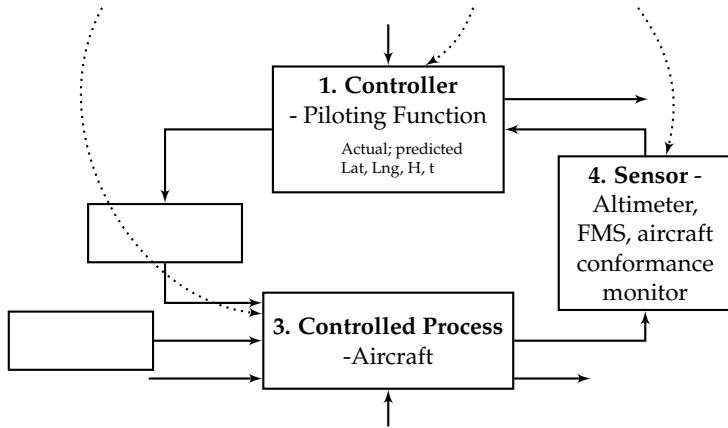 1. Controller
- Piloting Function
Actual; predicted
Lat, Lng, H, t
4. Sensor -
Altimeter,
FMS, aircraft
conformance
monitor
3. Controlled Process
-Aircraft